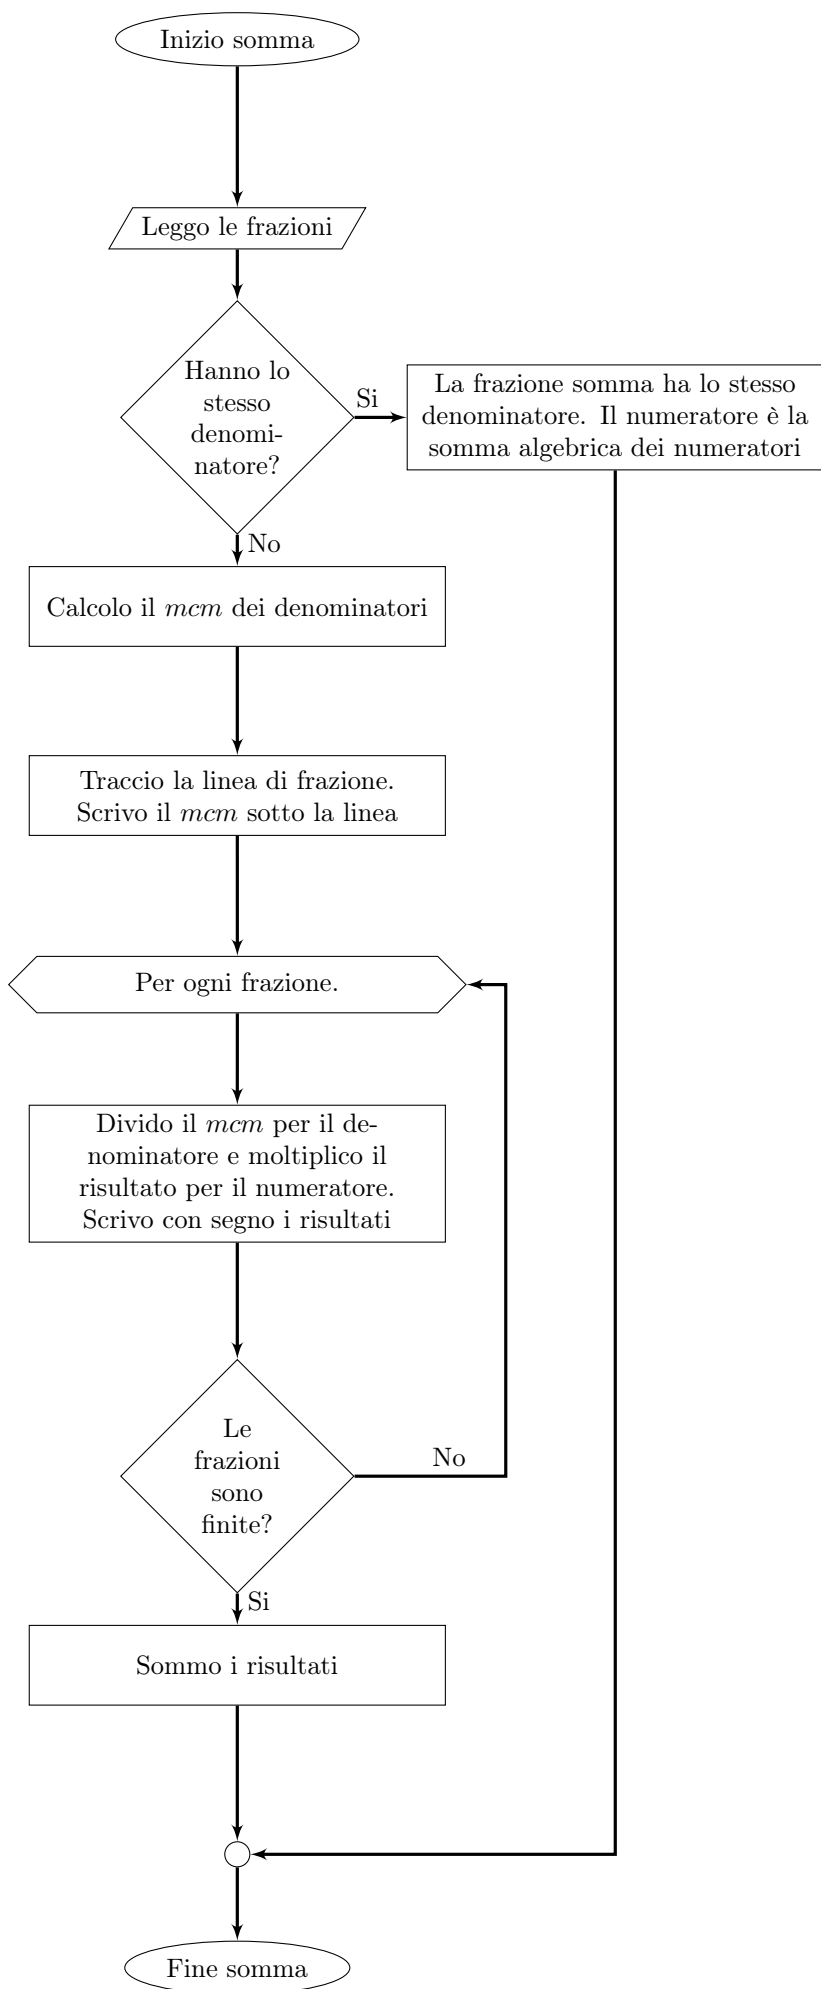 Inizio somma
Leggo le frazioni
Hanno lo
stesso
denomi-
natore?
Si
La frazione somma ha lo stesso
denominatore. Il numeratore è la
somma algebrica dei numeratori
No
Calcolo il mcm dei denominatori
Traccio la linea di frazione.
Scrivo il mcm sotto la linea
Per ogni frazione.
Divido il mcm per il de-
nominatore e moltiplico il
risultato per il numeratore.
Scrivo con segno i risultati
Le
frazioni
sono
finite?
No
Si
Sommo i risultati
Fine somma